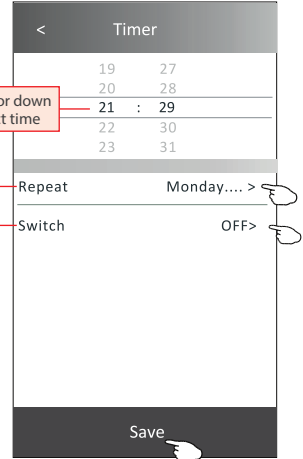 < Timer
19 27
20 28
or down
21 : 29
t time
22 30
23 31
Repeat Monday.... >
Switch OFF>
Save